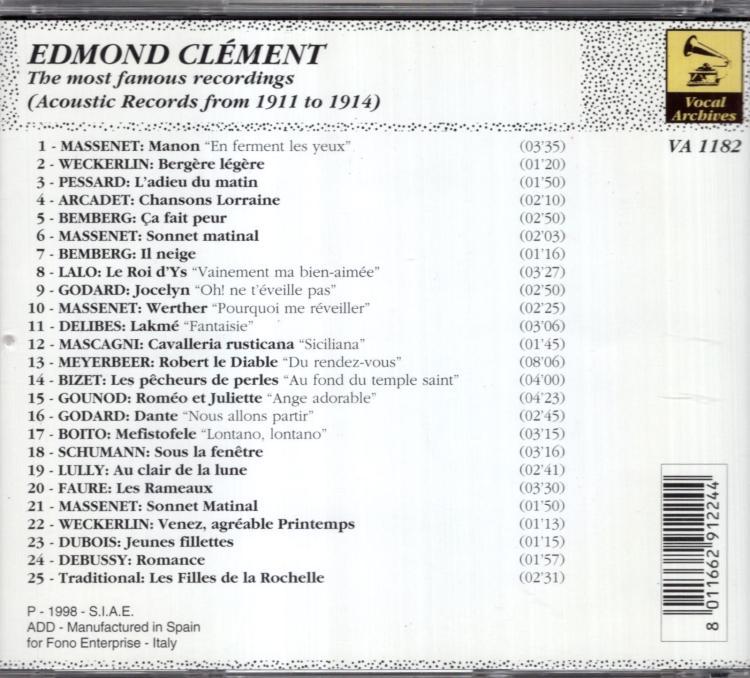 EDMOND CLÉMENT
The most famous recordings
(Acoustic Records from 1911 to 1914)
Vocal
Archives
VA 1182
1 - MASSENET: Manon “En ferment les yeux” (03'35)
2 - WECKERLIN: Bergère légère (01'20)
3 - PESSARD: L'adieu du matin (01'50)
4 - ARCADET: Chansons Lorraine (02'10)
5 - BEMBERG: Ça fait peur (02'50)
6 - MASSENET: Sonnet matinal (02'03)
7 - BEMBERG: Il neige (01'16)
8 - LALO: Le Roi d'Ys “Vainement ma bien-aimée” (03'27)
9 - GODARD: Jocelyn “Oh! ne t'éveille pas” (02'50)
10 - MASSENET: Werther “Pourquoi me réveiller” (02'25)
11 - DELIBES: Lakmé “Fantaisie” (03'06)
12 - MASCAGNI: Cavalleria rusticana “Siciliana” (01'45)
13 - MEYERBEER: Robert le Diable “Du rendez-vous” (08'06)
14 - BIZET: Les pêcheurs de perles “Au fond du temple saint” (04'00)
15 - GOUNOD: Roméo et Juliette “Ange adorable” (04'23)
16 - GODARD: Dante “Nous allons partir” (02'45)
17 - BOITO: Mefistofele “Lontano, lontano” (03'15)
18 - SCHUMANN: Sous la fenêtre (03'16)
19 - LULLY: Au clair de la lune (02'41)
20 - FAURE: Les Rameaux (03'30)
21 - MASSENET: Sonnet Matinal (01'50)
22 - WECKERLIN: Venez, agréable Printemps (01'13)
23 - DUBOIS: Jeunes fillettes (01'15)
24 - DEBUSSY: Romance (01'57)
25 - Traditional: Les Filles de la Rochelle (02'31)
P - 1998 - S.I.A.E.
ADD - Manufactured in Spain
for Fono Enterprise - Italy
8 011662 912244